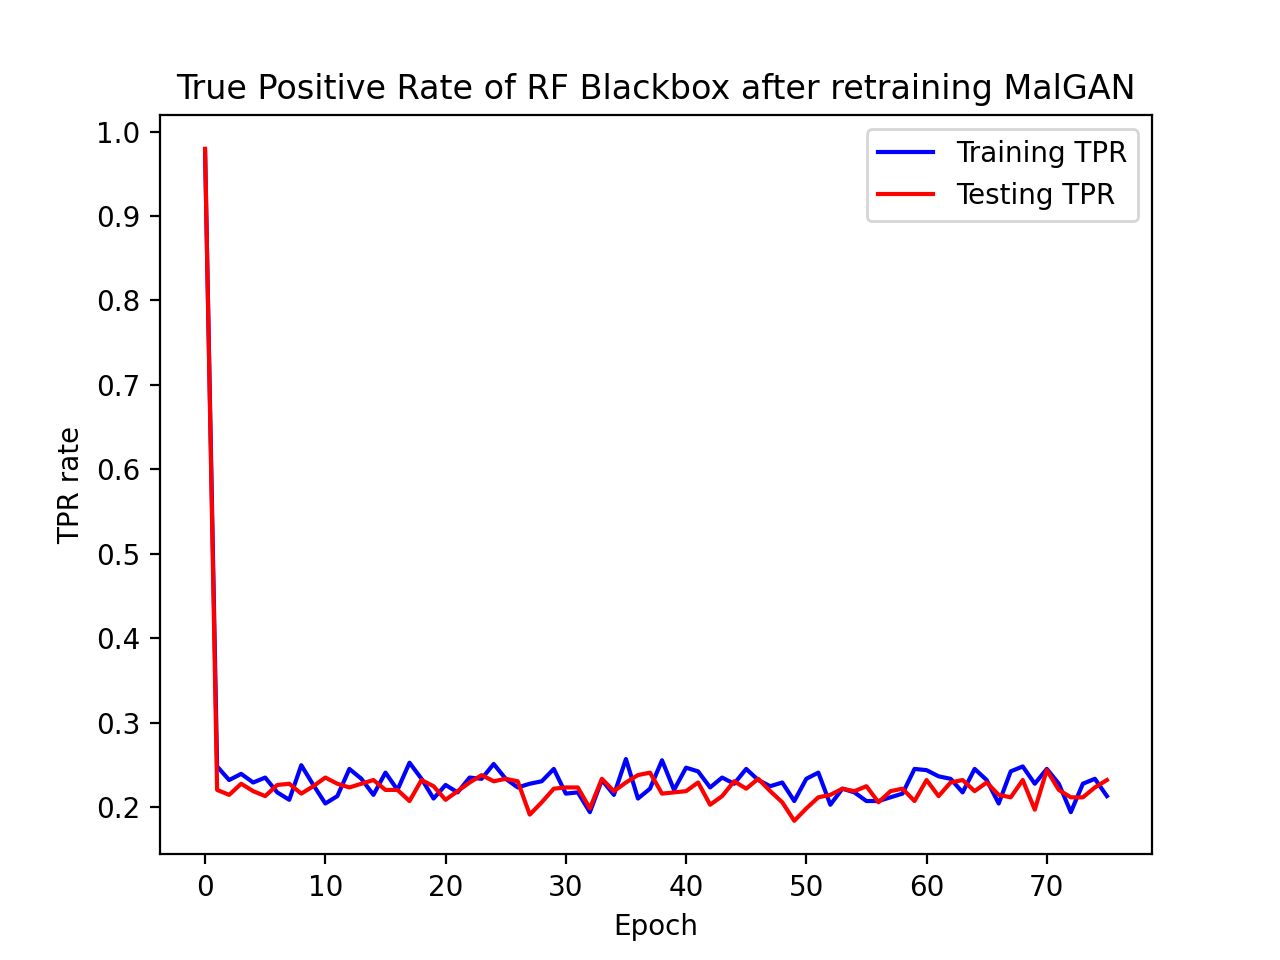 True Positive Rate of RF Blackbox after retraining MalGAN
Training TPR
Testing TPR
TPR rate
1.0
0.9
0.8
0.7
0.6
0.5
0.4
0.3
0.2
0 10 20 30 40 50 60 70
Epoch